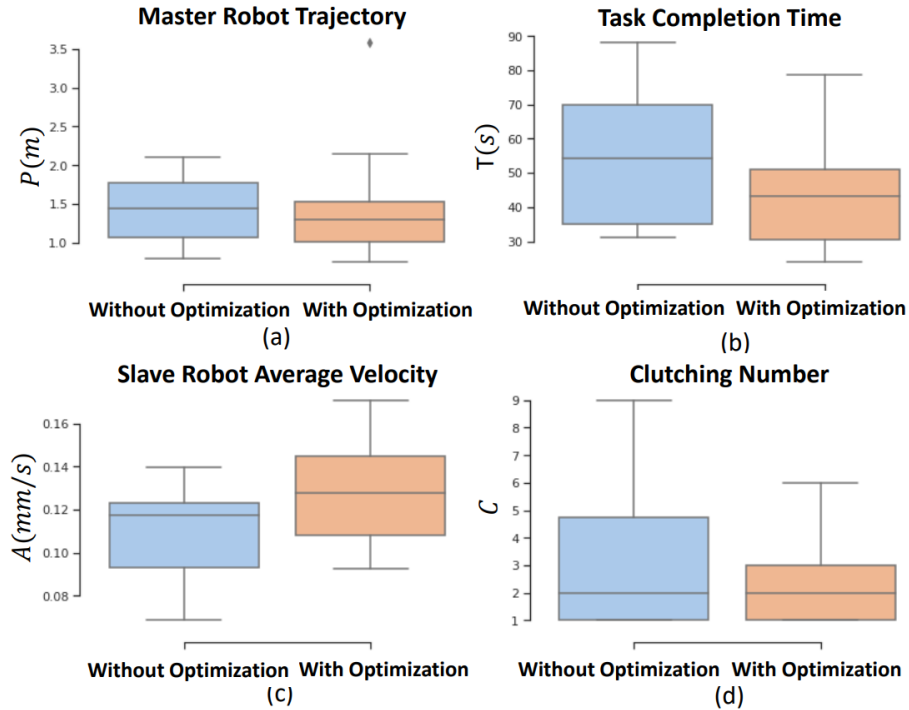 Master Robot Trajectory
P(m)
3.5
3.0
2.5
2.0
1.5
1.0
Without Optimization With Optimization
(a)
Task Completion Time
T(s)
90
80
70
60
50
40
30
Without Optimization With Optimization
(b)
Slave Robot Average Velocity
A(mm/s)
0.16
0.14
0.12
0.10
0.08
Without Optimization With Optimization
(c)
Clutching Number
C
9
8
7
6
5
4
3
2
1
Without Optimization With Optimization
(d)